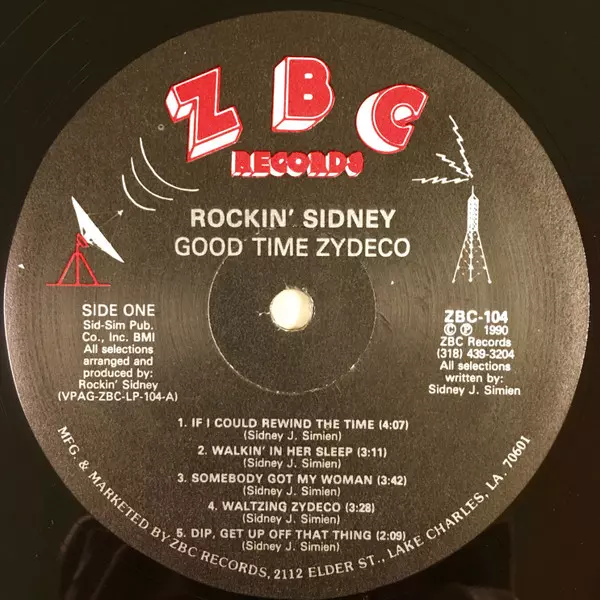 ZBC
RECORDS
ROCKIN' SIDNEY
GOOD TIME ZYDECO
SIDE ONE
Sid-Sim Pub.
Co., Inc. BMI
All selections
arranged and
produced by:
Rockin' Sidney
(VPAG-ZBC-LP-104-A)
ZBC-104
© ℗ 1990
ZBC Records
(318) 439-3204
All selections
written by:
Sidney J. Simien
1. IF I COULD REWIND THE TIME (4:07)
(Sidney J. Simien)
2. WALKIN' IN HER SLEEP (3:11)
(Sidney J. Simien)
3. SOMEBODY GOT MY WOMAN (3:42)
(Sidney J. Simien)
4. WALTZING ZYDECO (3:28)
(Sidney J. Simien)
5. DIP, GET UP OFF THAT THING (2:09)
(Sidney J. Simien)
MFG. & MARKETED BY ZBC RECORDS, 2112 ELDER ST., LAKE CHARLES, LA. 70601